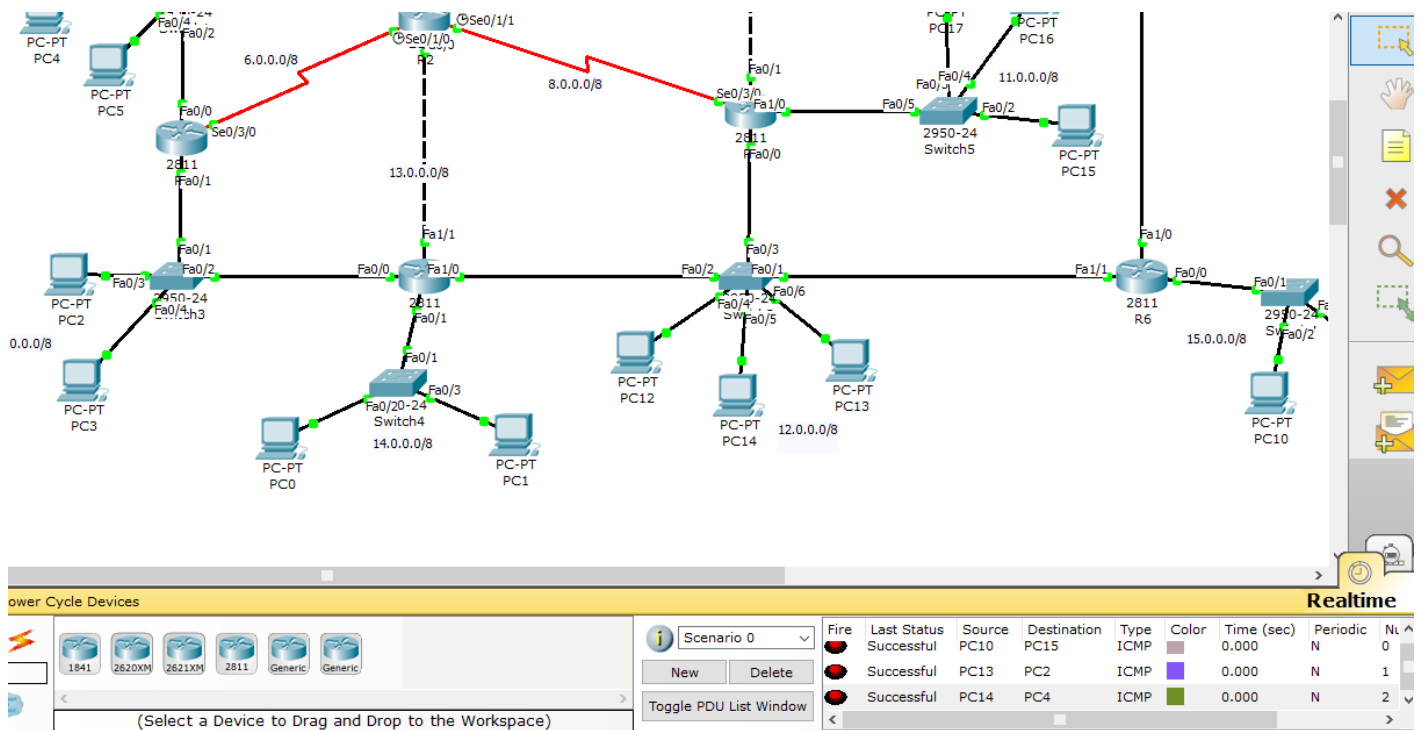 Fa0/4
Fa0/2
PC-PT
PC4
PC-PT
PC5
6.0.0.0/8
Se0/1/1
Se0/1/0
R2
8.0.0.0/8
Fa0/1
PC17
PC-PT
PC16
Fa0/4
11.0.0.0/8
Se0/3/0
Fa1/0
Fa0/5
Fa0/2
2950-24
Switch5
PC-PT
PC15
Fa0/0
Se0/3/0
2811
Fa0/1
2811
Fa0/0
13.0.0.0/8
Fa0/1
Fa0/2
Fa0/3
PC-PT
PC2
Fa1/1
Fa0/0
Fa1/0
2811
Fa0/1
Fa0/3
Fa0/2
Fa0/1
Fa0/6
Fa0/4
Fa0/5
Fa1/0
Fa1/1
Fa0/0
2811
R6
Fa0/1
Fa0/2
15.0.0.0/8
0.0.0/8
PC-PT
PC3
Fa0/1
Fa0/3
Switch4
14.0.0.0/8
PC-PT
PC0
PC-PT
PC1
PC-PT
PC12
PC-PT
PC14
PC-PT
PC13
12.0.0.0/8
PC-PT
PC10
ower Cycle Devices
Realtime
1841
2620XM
2621XM
2811
Generic
Generic
(Select a Device to Drag and Drop to the Workspace)
Scenario 0
New
Delete
Toggle PDU List Window
Fire Last Status Source Destination Type Color Time (sec) Periodic
Successful PC10 PC15 ICMP 0.000 N 0
Successful PC13 PC2 ICMP 0.000 N 1
Successful PC14 PC4 ICMP 0.000 N 2